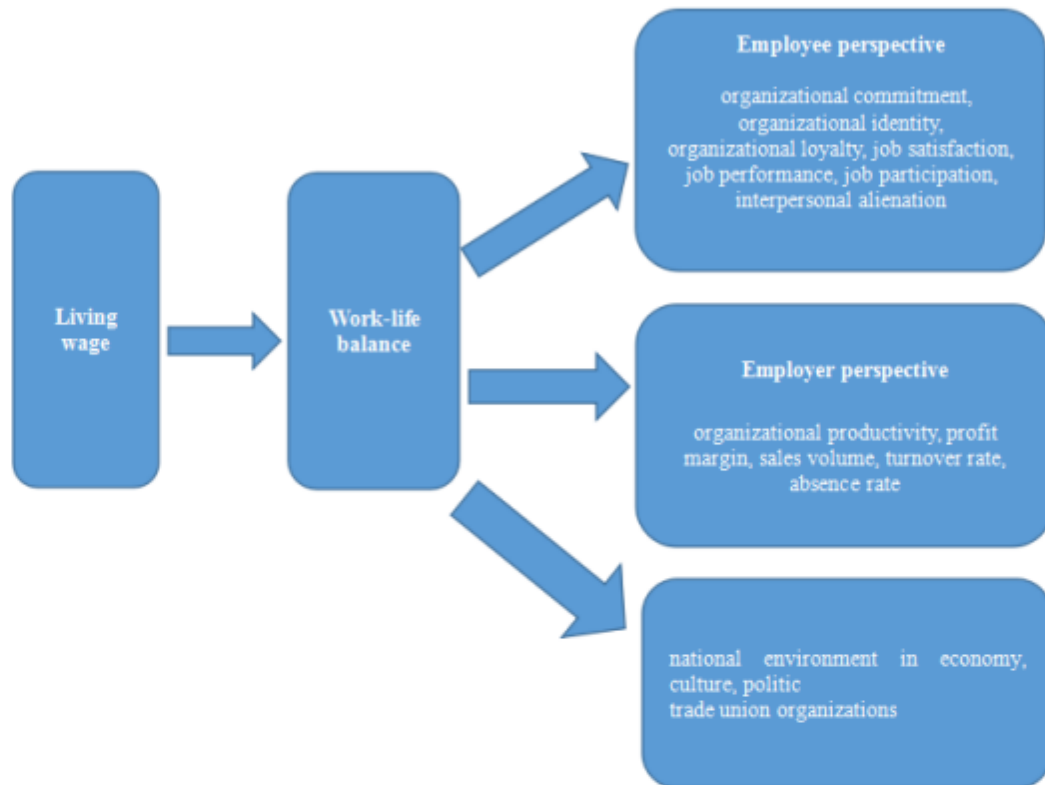 Living
wage
Work-life
balance
Employee perspective
organizational commitment,
organizational identity,
organizational loyalty, job satisfaction,
job performance, job participation,
interpersonal alienation
Employer perspective
organizational productivity, profit
margin, sales volume, turnover rate,
absence rate
national environment in economy,
culture, politic
trade union organizations